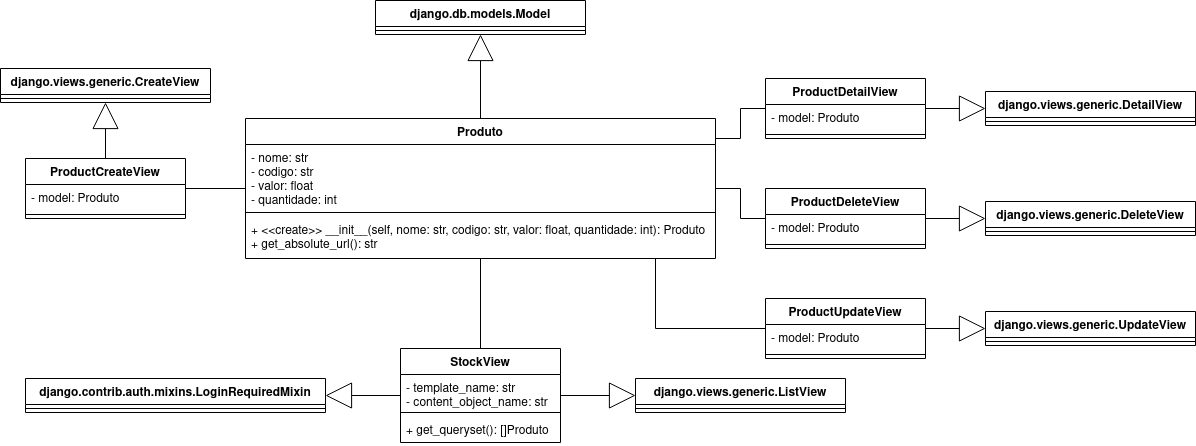 django.db.models.Model
django.views.generic.CreateView
ProductCreateView
- model: Produto
Produto
- nome: str
- codigo: str
- valor: float
- quantidade: int
+ <<create>> __init__(self, nome: str, codigo: str, valor: float, quantidade: int): Produto
+ get_absolute_url(): str
ProductDetailView
- model: Produto
django.views.generic.DetailView
ProductDeleteView
- model: Produto
django.views.generic.DeleteView
ProductUpdateView
- model: Produto
django.views.generic.UpdateView
StockView
- template_name: str
- content_object_name: str
+ get_queryset(): []Produto
django.contrib.auth.mixins.LoginRequiredMixin
django.views.generic.ListView